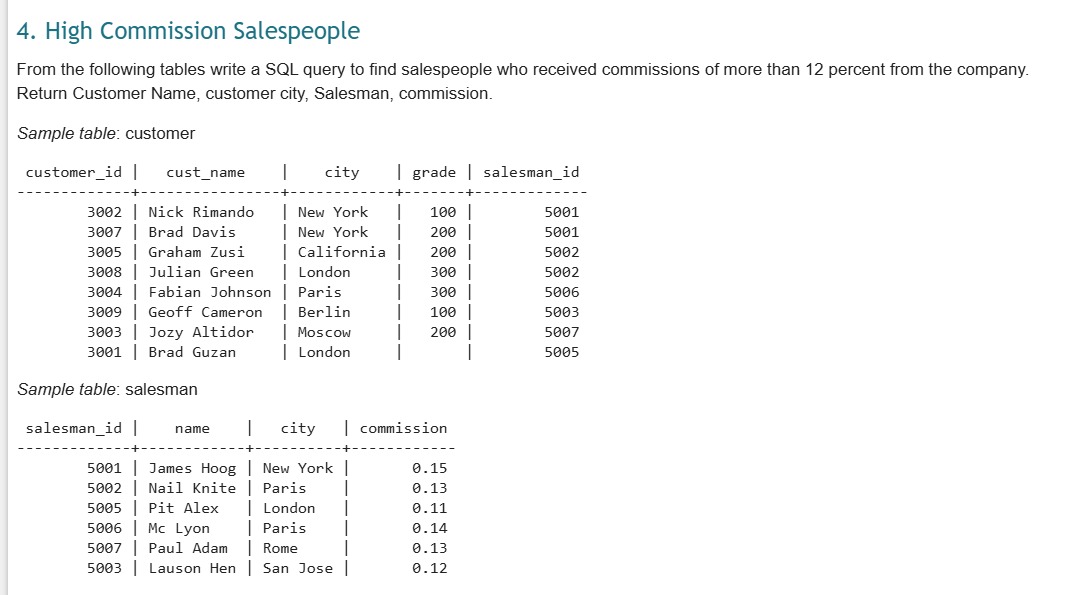 4. High Commission Salespeople
From the following tables write a SQL query to find salespeople who received commissions of more than 12 percent from the company.
Return Customer Name, customer city, Salesman, commission.
Sample table: customer
customer_id |   cust_name    |    city    | grade | salesman_id
-------------+----------------+------------+-------+-------------
       3002 | Nick Rimando   | New York   |   100 |        5001
       3007 | Brad Davis     | New York   |   200 |        5001
       3005 | Graham Zusi    | California |   200 |        5002
       3008 | Julian Green   | London     |   300 |        5002
       3004 | Fabian Johnson | Paris      |   300 |        5006
       3009 | Geoff Cameron  | Berlin     |   100 |        5003
       3003 | Jozy Altidor   | Moscow     |   200 |        5007
       3001 | Brad Guzan     | London     |       |        5005
Sample table: salesman
salesman_id |    name    |   city   | commission
-------------+------------+----------+------------
       5001 | James Hoog | New York |       0.15
       5002 | Nail Knite | Paris    |       0.13
       5005 | Pit Alex   | London   |       0.11
       5006 | Mc Lyon    | Paris    |       0.14
       5007 | Paul Adam  | Rome     |       0.13
       5003 | Lauson Hen | San Jose |       0.12